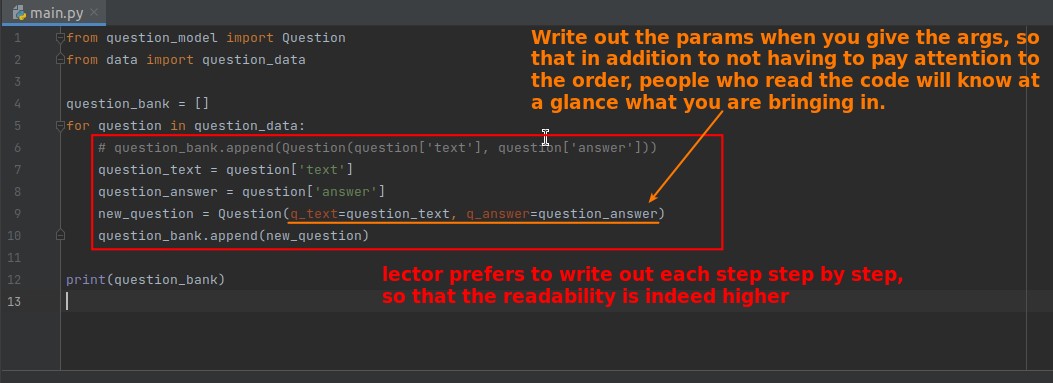 main.py
1 from question_model import Question
2 from data import question_data
3
4 question_bank = []
5 for question in question_data:
6 # question_bank.append(Question(question['text'], question['answer']))
7 question_text = question['text']
8 question_answer = question['answer']
9 new_question = Question(q_text=question_text, q_answer=question_answer)
10 question_bank.append(new_question)
11
12 print(question_bank)
13
Write out the params when you give the args, so
that in addition to not having to pay attention to
the order, people who read the code will know at
a glance what you are bringing in.
lector prefers to write out each step step by step,
so that the readability is indeed higher